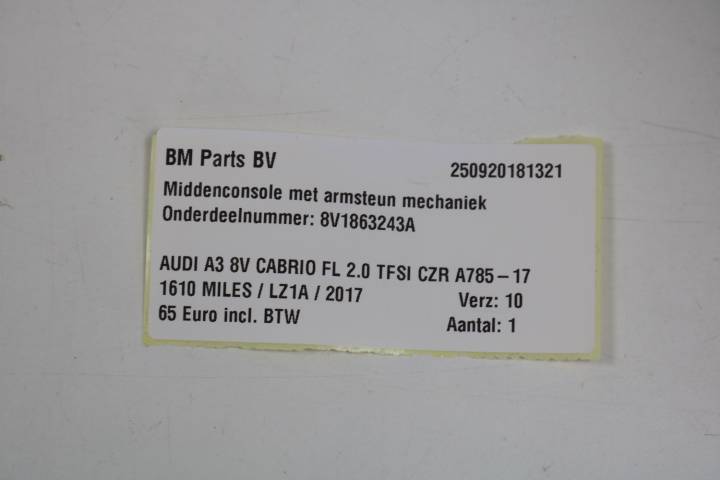 BM Parts BV 250920181321
Middenconsole met armsteun mechaniek
Onderdeelnummer: 8V1863243A
AUDI A3 8V CABRIO FL 2.0 TFSI CZR A785-17
1610 MILES / LZ1A / 2017 Verz: 10
65 Euro incl. BTW Aantal: 1